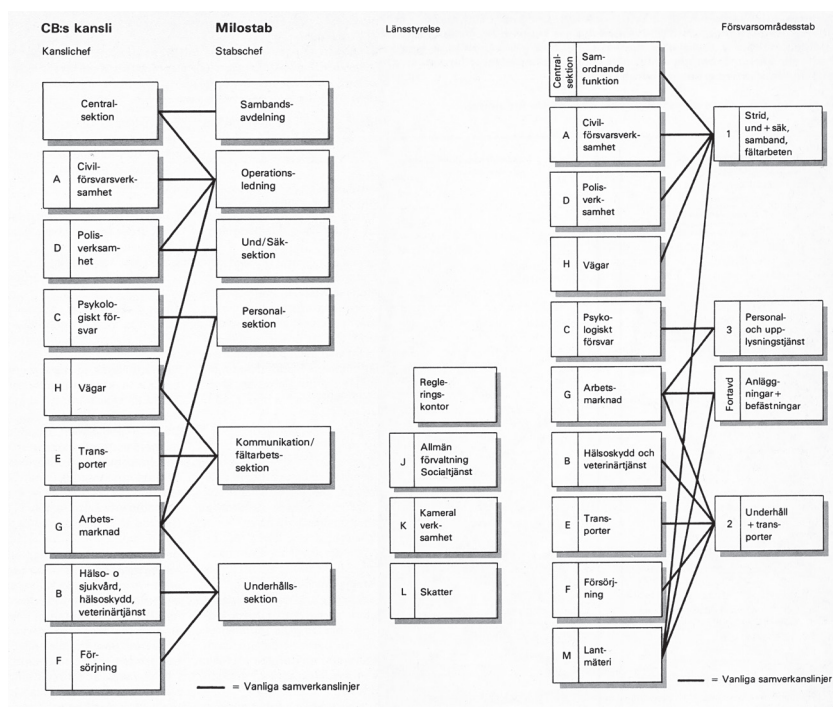 CB:s kansli
Kanslichef
Milostab
Stabschef
Central-
sektion
A
Civil-
försvarsverk-
samhet
D
Polis-
verksam-
het
C
Psykolo-
giskt för-
svar
H
Vägar
E
Trans-
porter
G
Arbets-
marknad
B
Hälso- o
sjukvård,
hälsoskydd,
veterinärtjänst
F
För-
sörjning
Sambands-
avdelning
Operations-
ledning
Und/Säk-
sektion
Personal-
sektion
Kommunikation/
fältarbets-
sektion
Underhålls-
sektion
= Vanliga samverkanslinjer
Länsstyrelse
Regle-
rings-
kontor
J
Allmän
förvaltning
Socialtjänst
K
Kameral
verk-
samhet
L
Skatter
Central-
sektion
Sam-
ordnande
funktion
A
Civil-
försvarsverk-
samhet
D
Polis-
verk-
samhet
H
Vägar
C
Psyko-
logiskt
försvar
G
Arbets-
marknad
B
Hälsoskydd och
veterinärtjänst
E
Trans-
porter
F
Försörj-
ning
M
Lant-
mäteri
Försvarsområdesstab
1
Strid,
und+säk,
samband,
fältarbeten
3
Personal-
och upp-
lysningstjänst
Fortavd
Anlägg-
ningar+
befästningar
2
Underhåll
+ trans-
porter
= Vanliga samverkanslinjer